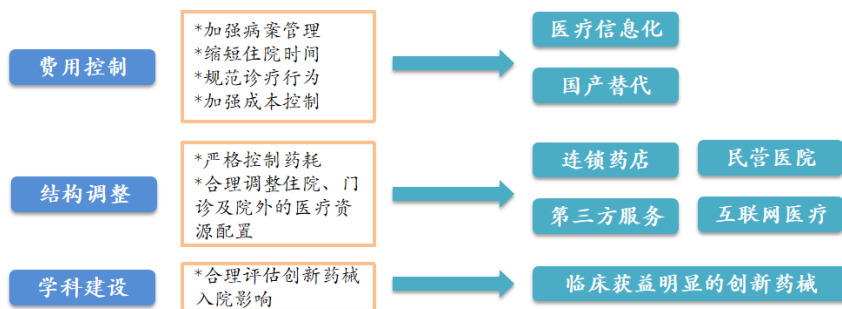 费用控制
*加强病案管理
*缩短住院时间
*规范诊疗行为
*加强成本控制
医疗信息化
国产替代
结构调整
*严格控制药耗
*合理调整住院、门
诊及院外的医疗资
源配置
连锁药店
民营医院
第三方服务
互联网医疗
学科建设
*合理评估创新药械
入院影响
临床获益明显的创新药械